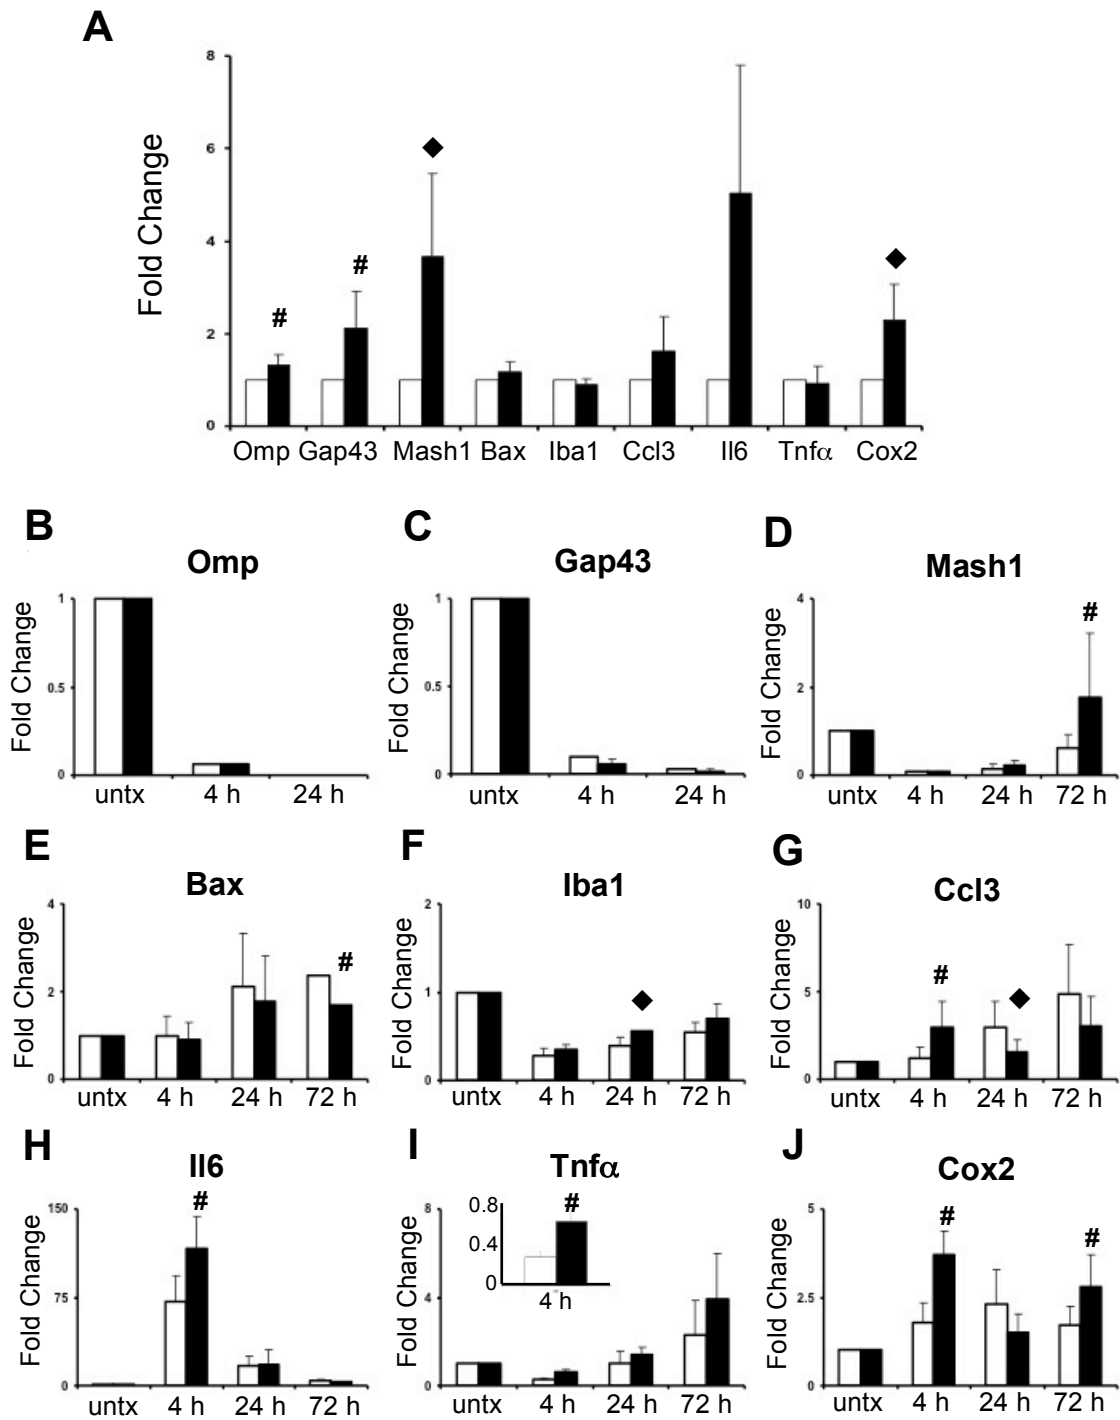 A
Fold Change
8
6
4
2
0
#
#
◆
◆
Omp Gap43 Mash1 Bax Iba1 Ccl3 Il6 Tnfα Cox2
B
Omp
Fold Change
1
0.5
0
untx 4 h 24 h
C
Gap43
Fold Change
1
0.5
0
untx 4 h 24 h
D
Mash1
Fold Change
4
2
0
#
untx 4 h 24 h 72 h
E
Bax
Fold Change
4
2
0
#
untx 4 h 24 h 72 h
F
Iba1
Fold Change
2
1
0
◆
untx 4 h 24 h 72 h
G
Ccl3
Fold Change
10
5
0
#
◆
untx 4 h 24 h 72 h
H
Il6
Fold Change
150
75
0
#
untx 4 h 24 h 72 h
I
Tnfα
Fold Change
8
4
0
0.8
0.4
0
#
4 h
untx 4 h 24 h 72 h
J
Cox2
Fold Change
5
2.5
0
#
#
untx 4 h 24 h 72 h